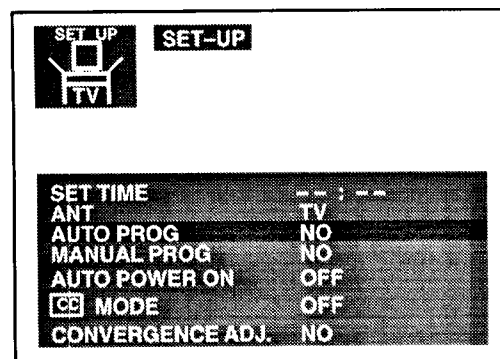 SET UP
TV
SET-UP
SET TIME -- : --
ANT TV
AUTO PROG NO
MANUAL PROG NO
AUTO POWER ON OFF
CC MODE OFF
CONVERGENCE ADJ. NO